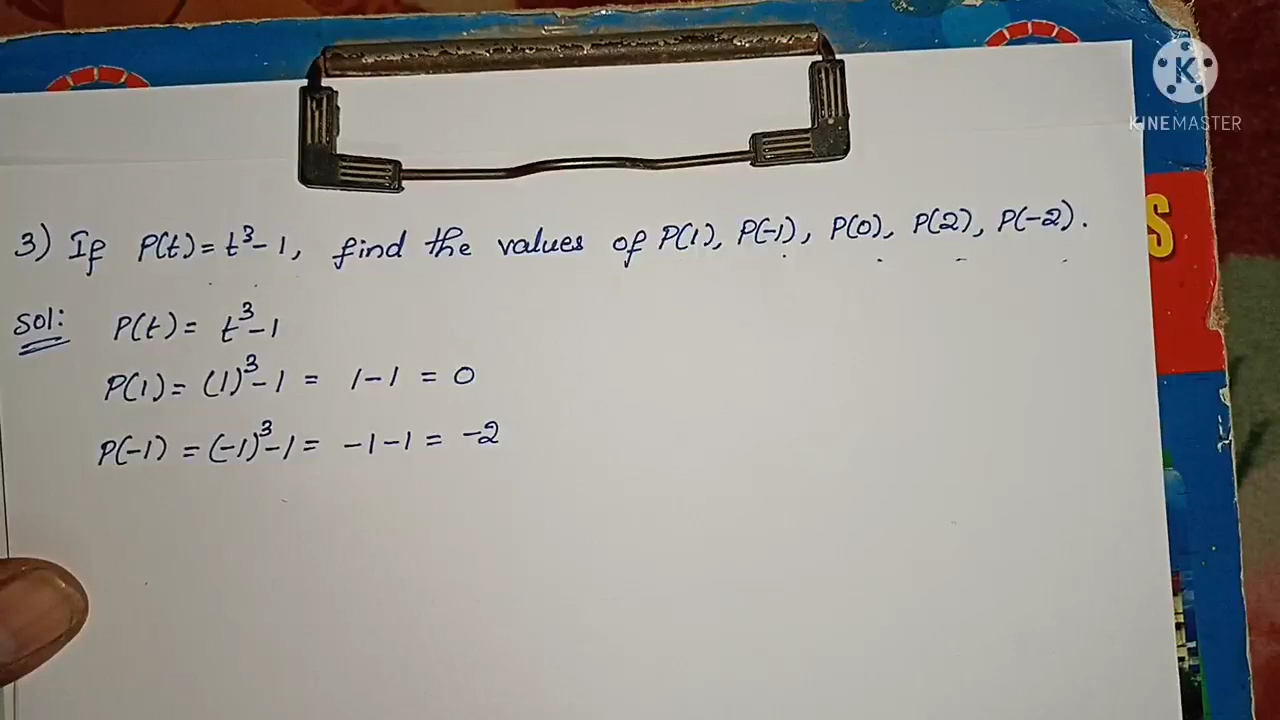 KINEMASTER
3) If P(t) = t³ - 1, find the values of P(1), P(-1), P(0), P(2), P(-2).
Sol: P(t) = t³ - 1
P(1) = (1)³ - 1 = 1 - 1 = 0
P(-1) = (-1)³ - 1 = -1 - 1 = -2